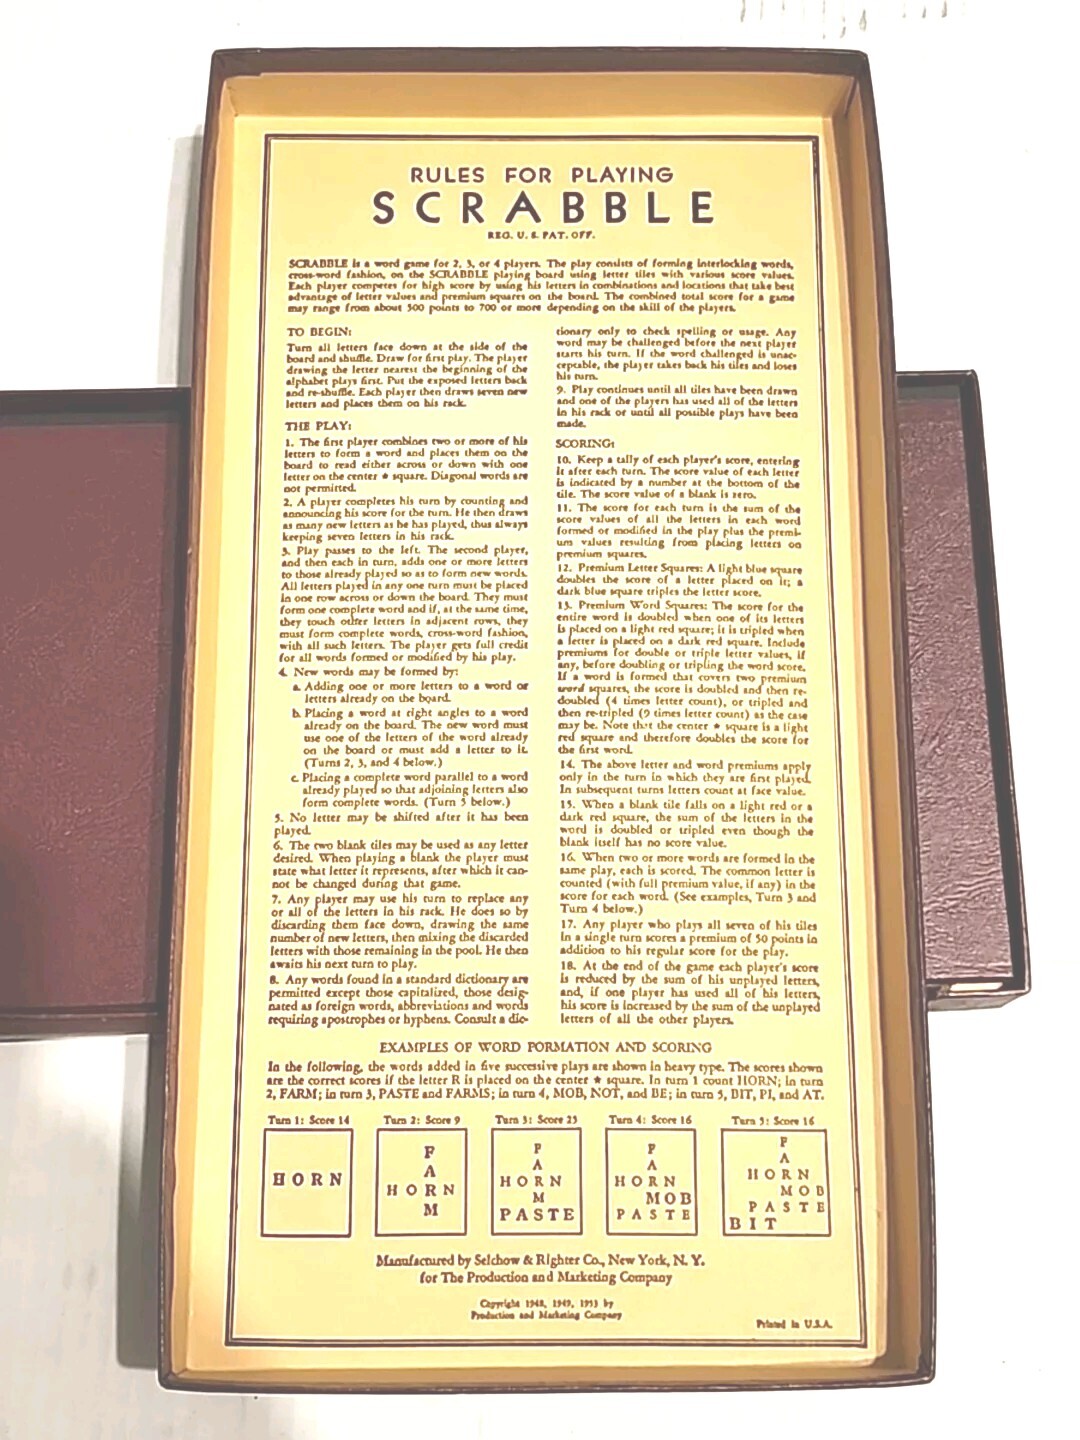 RULES FOR PLAYING
SCRABBLE
REG. U. S. PAT. OFF.
SCRABBLE is a word game for 2, 3, or 4 players. The play consists of forming interlocking words,
cross-word fashion, on the SCRABBLE playing board using letter tiles with various score values.
Each player competes for high score by using his letters in combinations and locations that take best
advantage of letter values and premium squares on the board. The combined total score for a game
may range from about 500 points to 700 or more depending on the skill of the players.
TO BEGIN:
Turn all letters face down at the side of the
board and shuffle. Draw for first play. The player
drawing the letter nearest the beginning of the
alphabet plays first. Put the exposed letters back
and re-shuffle. Each player then draws seven new
letters and places them on his rack.
THE PLAY:
1. The first player combines two or more of his
letters to form a word and places them on the
board to read either across or down with one
letter on the center ★ square. Diagonal words are
not permitted.
2. A player completes his turn by counting and
announcing his score for the turn. He then draws
as many new letters as he has played, thus always
keeping seven letters in his rack.
3. Play passes to the left. The second player,
and then each in turn, adds one or more letters
to those already played so as to form new words.
All letters played in any one turn must be placed
in one row across or down the board. They must
form one complete word and if, at the same time,
they touch other letters in adjacent rows, they
must form complete words, cross-word fashion,
with all such letters. The player gets full credit
for all words formed or modified by his play.
4. New words may be formed by:
a. Adding one or more letters to a word or
letters already on the board.
b. Placing a word at right angles to a word
already on the board. The new word must
use one of the letters of the word already
on the board or must add a letter to it.
(Turns 2, 3, and 4 below.)
c. Placing a complete word parallel to a word
already played so that adjoining letters also
form complete words. (Turn 5 below.)
5. No letter may be shifted after it has been
played.
6. The two blank tiles may be used as any letter
desired. When playing a blank the player must
state what letter it represents, after which it can-
not be changed during that game.
7. Any player may use his turn to replace any
or all of the letters in his rack. He does so by
discarding them face down, drawing the same
number of new letters, then mixing the discarded
letters with those remaining in the pool. He then
awaits his next turn to play.
8. Any words found in a standard dictionary are
permitted except those capitalized, those desig-
nated as foreign words, abbreviations and words
requiring apostrophes or hyphens. Consult a dic-
tionary only to check spelling or usage. Any
word may be challenged before the next player
starts his turn. If the word challenged is unac-
ceptable, the player takes back his tiles and loses
his turn.
9. Play continues until all tiles have been drawn
and one of the players has used all of the letters
in his rack or until all possible plays have been
made.
SCORING:
10. Keep a tally of each player's score, entering
it after each turn. The score value of each letter
is indicated by a number at the bottom of the
tile. The score value of a blank is zero.
11. The score for each turn is the sum of the
score values of all the letters in each word
formed or modified in the play plus the premi-
um values resulting from placing letters on
premium squares.
12. Premium Letter Squares: A light blue square
doubles the score of a letter placed on it; a
dark blue square triples the letter score.
13. Premium Word Squares: The score for the
entire word is doubled when one of its letters
is placed on a light red square; it is tripled when
a letter is placed on a dark red square. Include
premiums for double or triple letter values, if
any, before doubling or tripling the word score.
If a word is formed that covers two premium
word squares, the score is doubled and then re-
doubled (4 times letter count), or tripled and
then re-tripled (9 times letter count) as the case
may be. Note that the center ★ square is a light
red square and therefore doubles the score for
the first word.
14. The above letter and word premiums apply
only in the turn in which they are first played.
In subsequent turns letters count at face value.
15. When a blank tile falls on a light red or a
dark red square, the sum of the letters in the
word is doubled or tripled even though the
blank itself has no score value.
16. When two or more words are formed in the
same play, each is scored. The common letter is
counted (with full premium value, if any) in the
score for each word. (See examples, Turn 3 and
Turn 4 below.)
17. Any player who plays all seven of his tiles
in a single turn scores a premium of 50 points in
addition to his regular score for the play.
18. At the end of the game each player's score
is reduced by the sum of his unplayed letters,
and, if one player has used all of his letters,
his score is increased by the sum of the unplayed
letters of all the other players.
EXAMPLES OF WORD FORMATION AND SCORING
In the following, the words added in five successive plays are shown in heavy type. The scores shown
are the correct scores if the letter R is placed on the center ★ square. In turn 1 count HORN; in turn
2, FARM; in turn 3, PASTE and FARMS; in turn 4, MOB, NOT, and BE; in turn 5, BIT, PI, and AT.
Turn 1: Score 14
HORN
Turn 2: Score 9
F
A
HORN
M
Turn 3: Score 25
F
A
HORN
M
PASTE
Turn 4: Score 16
F
A
HORN
MOB
PASTE
Turn 5: Score 16
F
A
HORN
MOB
PASTE
BIT
Manufactured by Selchow & Righter Co., New York, N. Y.
for The Production and Marketing Company
Copyright 1948, 1949, 1953 by
Production and Marketing Company
Printed in U.S.A.